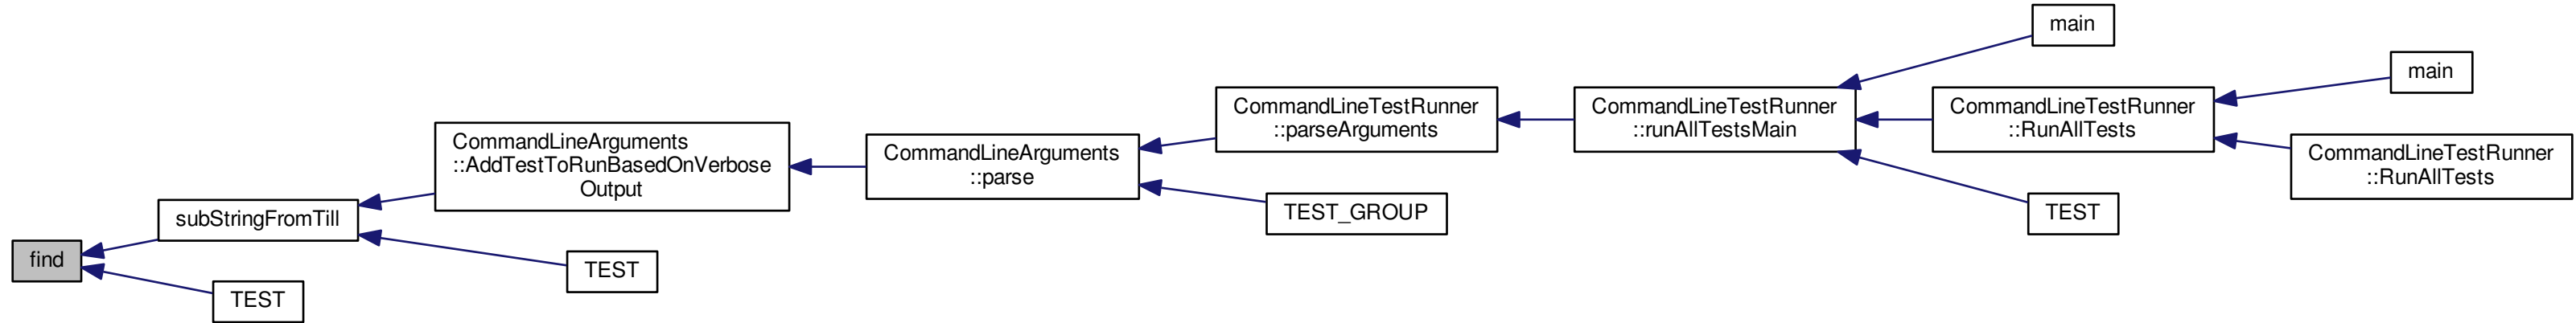 find
subStringFromTill
TEST
CommandLineArguments
::AddTestToRunBasedOnVerbose
Output
TEST
CommandLineArguments
::parse
CommandLineTestRunner
::parseArguments
TEST_GROUP
CommandLineTestRunner
::runAllTestsMain
main
CommandLineTestRunner
::RunAllTests
TEST
main
CommandLineTestRunner
::RunAllTests